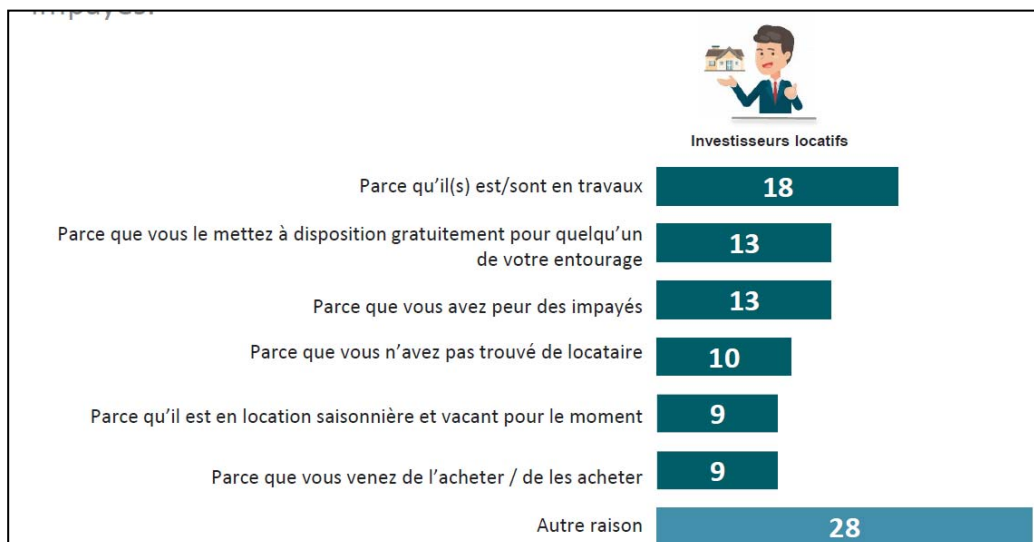 impayés.
Investisseurs locatifs
Parce qu'il(s) est/sont en travaux
18
Parce que vous le mettez à disposition gratuitement pour quelqu'un
de votre entourage
13
Parce que vous avez peur des impayés
13
Parce que vous n'avez pas trouvé de locataire
10
Parce qu'il est en location saisonnière et vacant pour le moment
9
Parce que vous venez de l'acheter / de les acheter
9
Autre raison
28